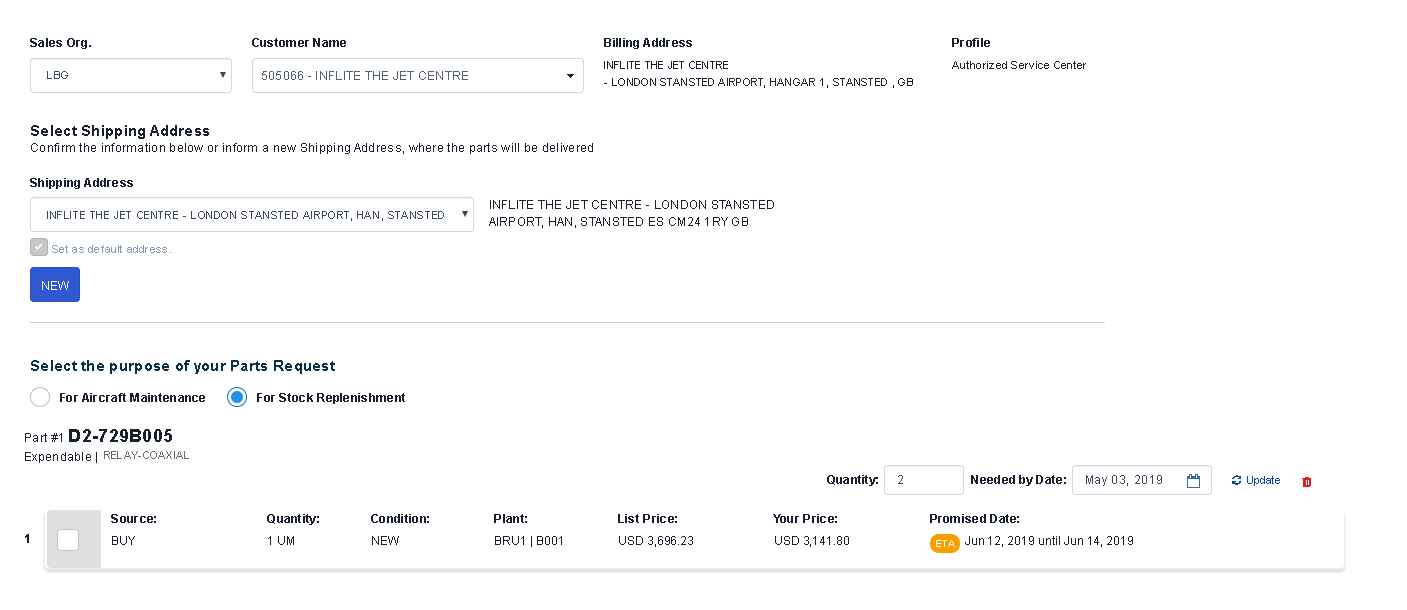 Sales Org.
Customer Name
Billing Address
Profile
LBG
505066 - INFLITE THE JET CENTRE
INFLITE THE JET CENTRE
- LONDON STANSTED AIRPORT, HANGAR 1, STANSTED , GB
Authorized Service Center
Select Shipping Address
Confirm the information below or inform a new Shipping Address, where the parts will be delivered
Shipping Address
INFLITE THE JET CENTRE - LONDON STANSTED AIRPORT, HAN, STANSTED
INFLITE THE JET CENTRE - LONDON STANSTED
AIRPORT, HAN, STANSTED ES CM24 1RY GB
Set as default address.
NEW
Select the purpose of your Parts Request
For Aircraft Maintenance
For Stock Replenishment
Part #1 D2-729B005
Expendable | RELAY-COAXIAL
Quantity: 2
Needed by Date: May 03, 2019
Update
1
Source:
Quantity:
Condition:
Plant:
List Price:
Your Price:
Promised Date:
BUY
1 UM
NEW
BRU1 | B001
USD 3,696.23
USD 3,141.80
ETA Jun 12, 2019 until Jun 14, 2019